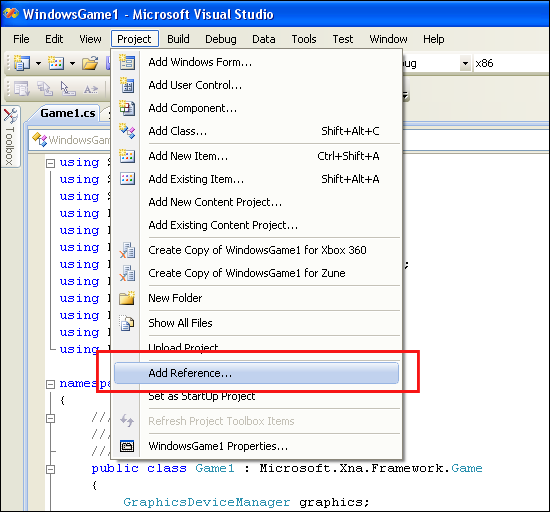 WindowsGame1 - Microsoft Visual Studio
File Edit View Project Build Debug Data Tools Test Window Help
x86
Game1.cs
Toolbox
Add Windows Form...
Add User Control...
Add Component...
Add Class... Shift+Alt+C
Add New Item... Ctrl+Shift+A
Add Existing Item... Shift+Alt+A
Add New Content Project...
Add Existing Content Project...
Create Copy of WindowsGame1 for Xbox 360
Create Copy of WindowsGame1 for Zune
New Folder
Show All Files
Upload Project
Add Reference...
Set as StartUp Project
Refresh Project Toolbox Items
WindowsGame1 Properties...
using
using
using
using
using
using
using
using
using
using
using
using
{
///
///
///
public class Game1 : Microsoft.Xna.Framework.Game
{
GraphicsDeviceManager graphics;